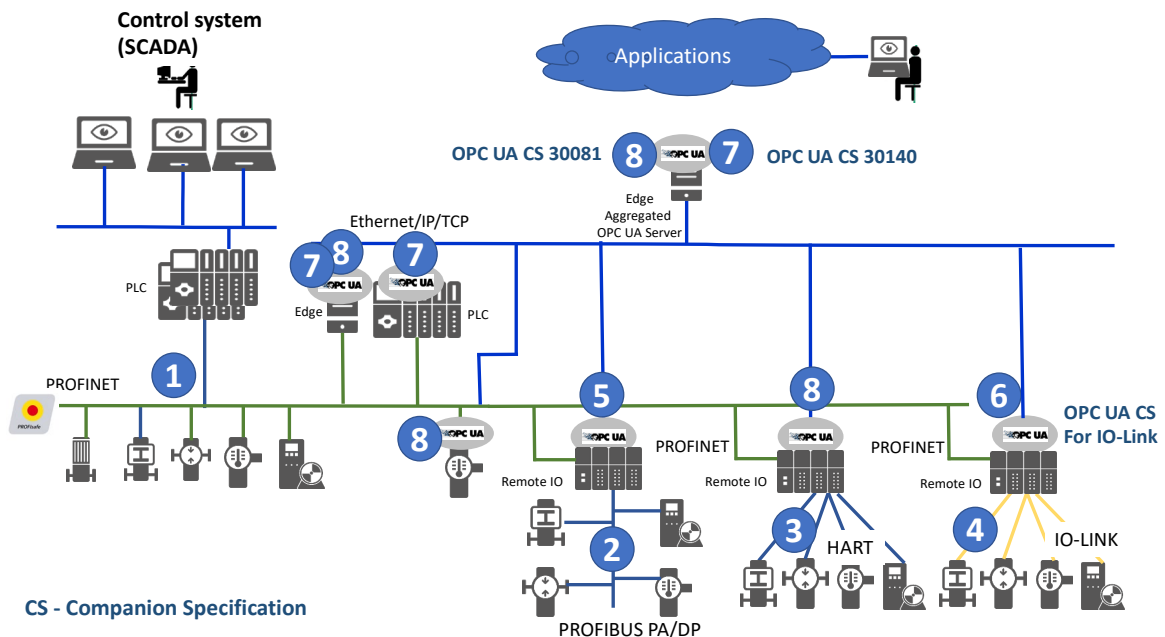 Control system
(SCADA)
Applications
OPC UA CS 30081
8
OPC UA
7
OPC UA CS 30140
Edge
Aggregated
OPC UA Server
Ethernet/IP/TCP
7
8
7
OPC UA
OPC UA
PLC
Edge
PLC
1
PROFINET
PROFIsafe
5
8
6
8
OPC UA
OPC UA
OPC UA
OPC UA
OPC UA CS
For IO-Link
PROFINET
PROFINET
Remote IO
Remote IO
Remote IO
2
3
HART
4
IO-LINK
CS - Companion Specification
PROFIBUS PA/DP